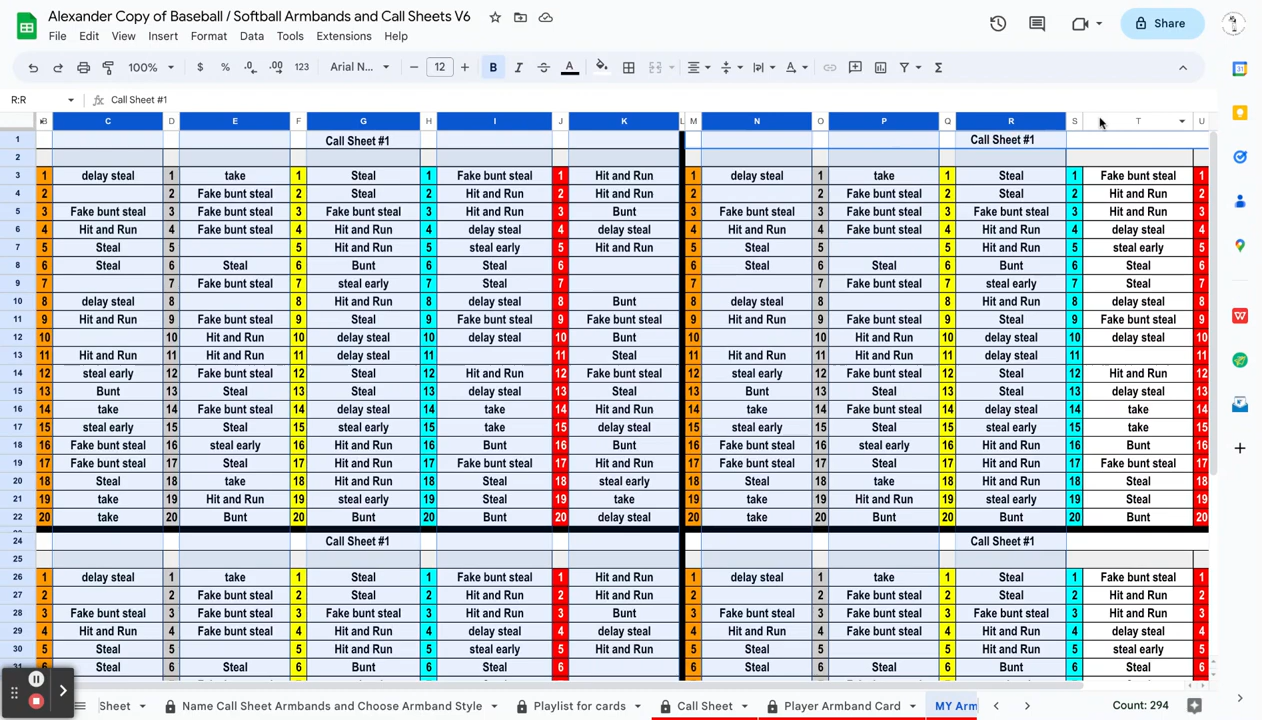 Alexander Copy of Baseball / Softball Armbands and Call Sheets V6
File Edit View Insert Format Data Tools Extensions Help
Share
100% $ % .0 .00 123 Arial N... − 12 + B I S A Σ
R:R fx Call Sheet #1
B C D E F G H I J K L M N O P Q R S T U
1 Call Sheet #1 Call Sheet #1
2
3 1 delay steal 1 take 1 Steal 1 Fake bunt steal 1 Hit and Run 1 delay steal 1 take 1 Steal 1 Fake bunt steal 1
4 2 2 Fake bunt steal 2 Steal 2 Hit and Run 2 Hit and Run 2 2 Fake bunt steal 2 Steal 2 Hit and Run 2
5 3 Fake bunt steal 3 Fake bunt steal 3 Fake bunt steal 3 Hit and Run 3 Bunt 3 Fake bunt steal 3 Fake bunt steal 3 Fake bunt steal 3 Hit and Run 3
6 4 Hit and Run 4 Fake bunt steal 4 Hit and Run 4 delay steal 4 delay steal 4 Hit and Run 4 Fake bunt steal 4 Hit and Run 4 delay steal 4
7 5 Steal 5 5 Hit and Run 5 steal early 5 Hit and Run 5 Steal 5 5 Hit and Run 5 steal early 5
8 6 Steal 6 Steal 6 Bunt 6 Steal 6 6 Steal 6 Steal 6 Bunt 6 Steal 6
9 7 7 Fake bunt steal 7 steal early 7 Steal 7 7 7 Fake bunt steal 7 steal early 7 Steal 7
10 8 delay steal 8 8 Hit and Run 8 delay steal 8 Bunt 8 delay steal 8 8 Hit and Run 8 delay steal 8
11 9 Hit and Run 9 Fake bunt steal 9 Steal 9 Fake bunt steal 9 Fake bunt steal 9 Hit and Run 9 Fake bunt steal 9 Steal 9 Fake bunt steal 9
12 10 10 Hit and Run 10 delay steal 10 delay steal 10 Bunt 10 10 Hit and Run 10 delay steal 10 delay steal 10
13 11 Hit and Run 11 Hit and Run 11 delay steal 11 11 Steal 11 Hit and Run 11 Hit and Run 11 delay steal 11 11
14 12 steal early 12 Fake bunt steal 12 Steal 12 Hit and Run 12 Fake bunt steal 12 steal early 12 Fake bunt steal 12 Steal 12 Hit and Run 12
15 13 Bunt 13 Steal 13 Steal 13 delay steal 13 Steal 13 Bunt 13 Steal 13 Steal 13 delay steal 13
16 14 take 14 Fake bunt steal 14 delay steal 14 take 14 Hit and Run 14 take 14 Fake bunt steal 14 delay steal 14 take 14
17 15 steal early 15 Steal 15 steal early 15 take 15 delay steal 15 steal early 15 Steal 15 steal early 15 take 15
18 16 Fake bunt steal 16 steal early 16 Hit and Run 16 Bunt 16 Bunt 16 Fake bunt steal 16 steal early 16 Hit and Run 16 Bunt 16
19 17 Fake bunt steal 17 Steal 17 Hit and Run 17 Fake bunt steal 17 Hit and Run 17 Fake bunt steal 17 Steal 17 Hit and Run 17 Fake bunt steal 17
20 18 Steal 18 take 18 Hit and Run 18 Steal 18 steal early 18 Steal 18 take 18 Hit and Run 18 Steal 18
21 19 take 19 Hit and Run 19 steal early 19 Steal 19 take 19 take 19 Hit and Run 19 steal early 19 Steal 19
22 20 take 20 Bunt 20 Bunt 20 Bunt 20 delay steal 20 take 20 Bunt 20 Bunt 20 Bunt 20
24 Call Sheet #1 Call Sheet #1
25
26 1 delay steal 1 take 1 Steal 1 Fake bunt steal 1 Hit and Run 1 delay steal 1 take 1 Steal 1 Fake bunt steal 1
27 2 2 Fake bunt steal 2 Steal 2 Hit and Run 2 Hit and Run 2 2 Fake bunt steal 2 Steal 2 Hit and Run 2
28 3 Fake bunt steal 3 Fake bunt steal 3 Fake bunt steal 3 Hit and Run 3 Bunt 3 Fake bunt steal 3 Fake bunt steal 3 Fake bunt steal 3 Hit and Run 3
29 4 Hit and Run 4 Fake bunt steal 4 Hit and Run 4 delay steal 4 delay steal 4 Hit and Run 4 Fake bunt steal 4 Hit and Run 4 delay steal 4
30 5 Steal 5 5 Hit and Run 5 steal early 5 Hit and Run 5 Steal 5 5 Hit and Run 5 steal early 5
31 6 Steal 6 Steal 6 Bunt 6 Steal 6 6 Steal 6 Steal 6 Bunt 6 Steal 6
Sheet Name Call Sheet Armbands and Choose Armband Style Playlist for cards Call Sheet Player Armband Card MY Arm Count: 294